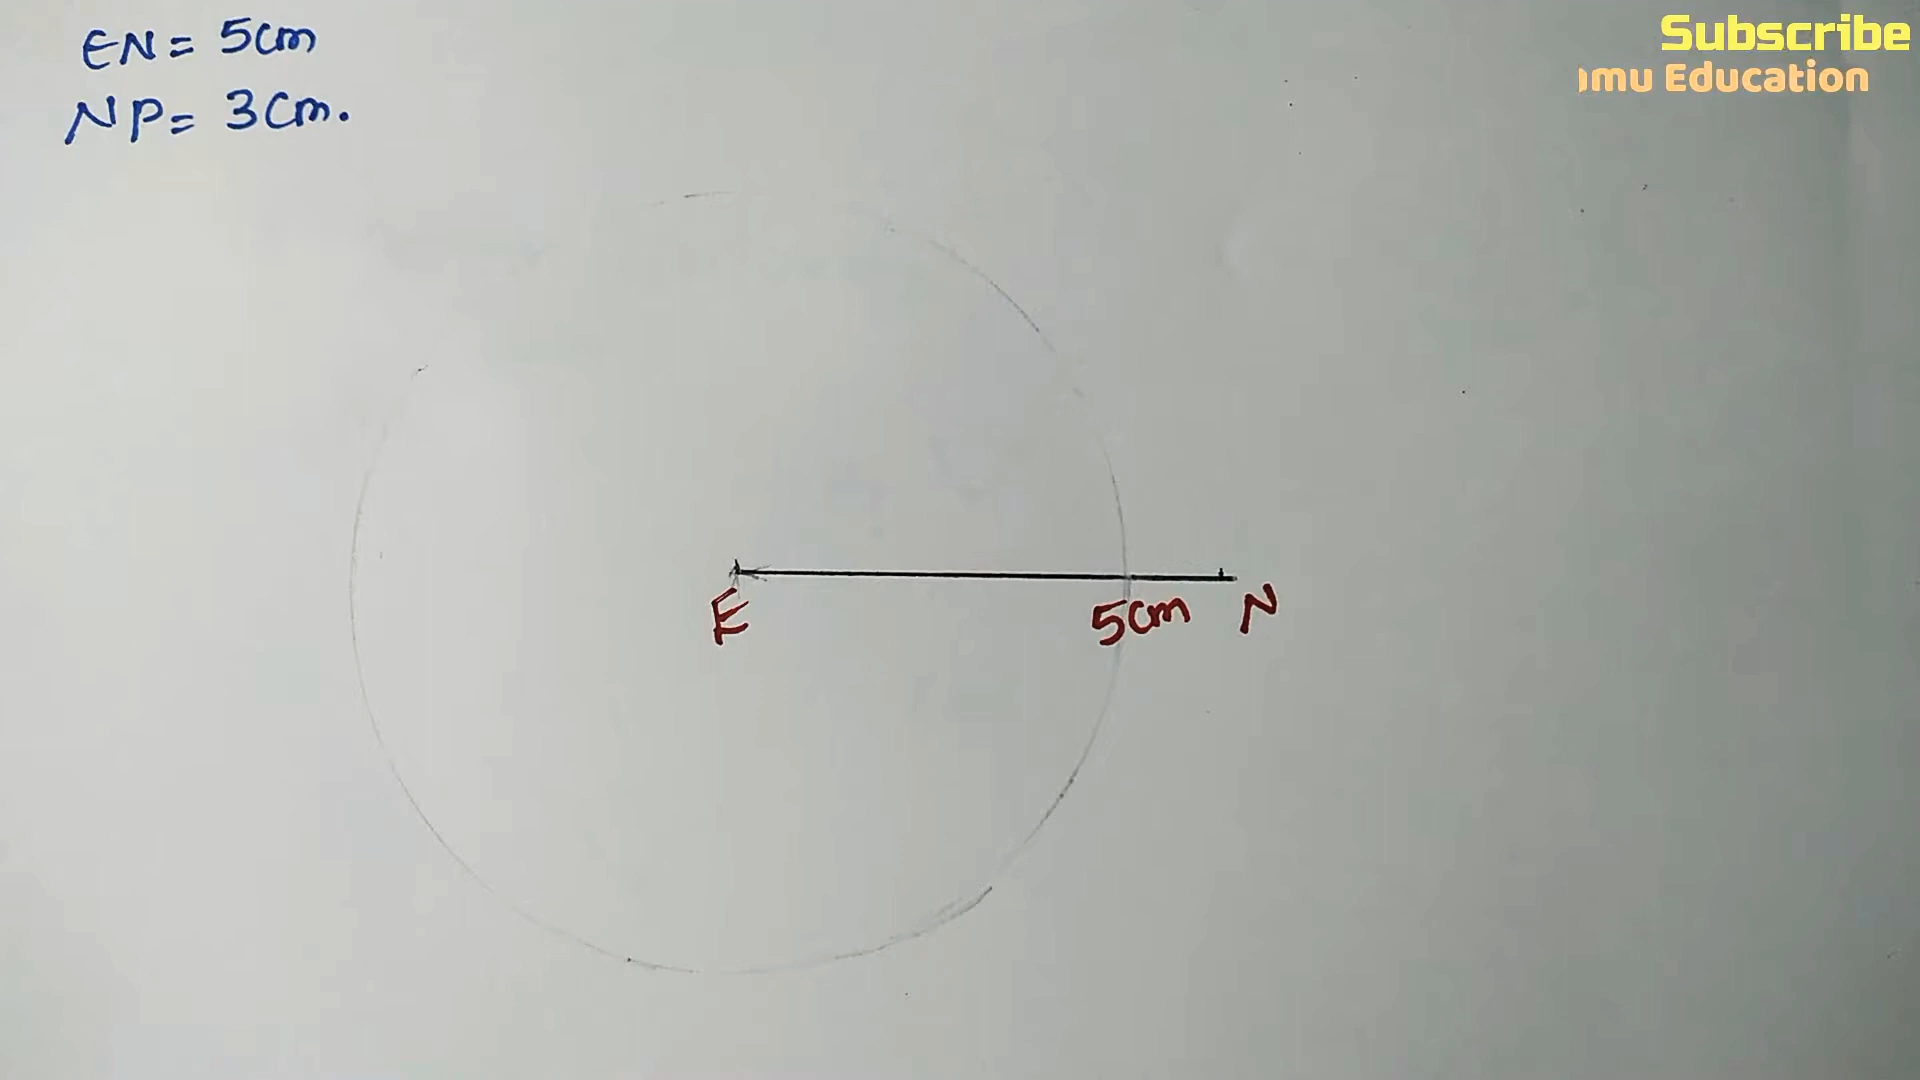 EN = 5cm
NP = 3cm.
Subscribe
mu Education
E
5cm
N